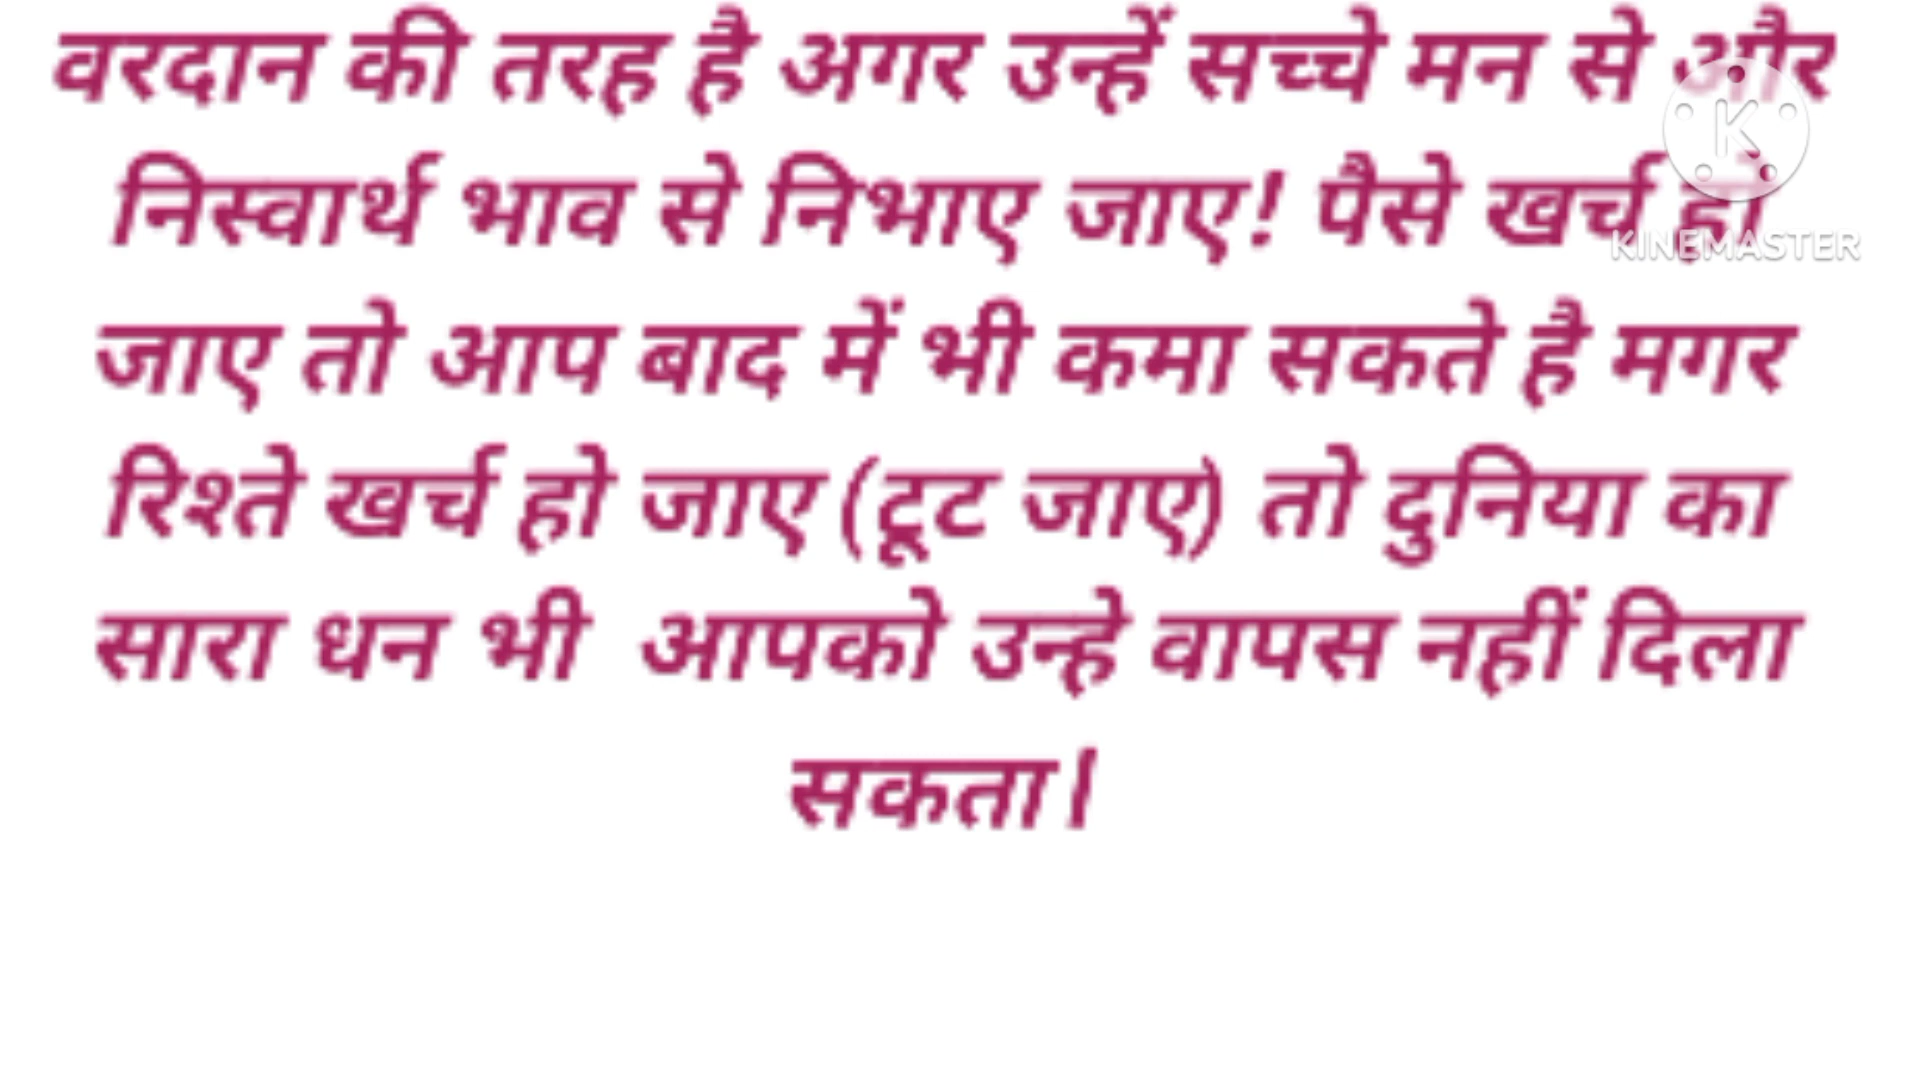 वरदान की तरह है अगर उन्हें सच्चे मन से और
निस्वार्थ भाव से निभाए जाए! पैसे खर्च हो
जाए तो आप बाद में भी कमा सकते है मगर
रिश्ते खर्च हो जाए (टूट जाए) तो दुनिया का
सारा धन भी आपको उन्हे वापस नहीं दिला
सकता।
K
KINEMASTER